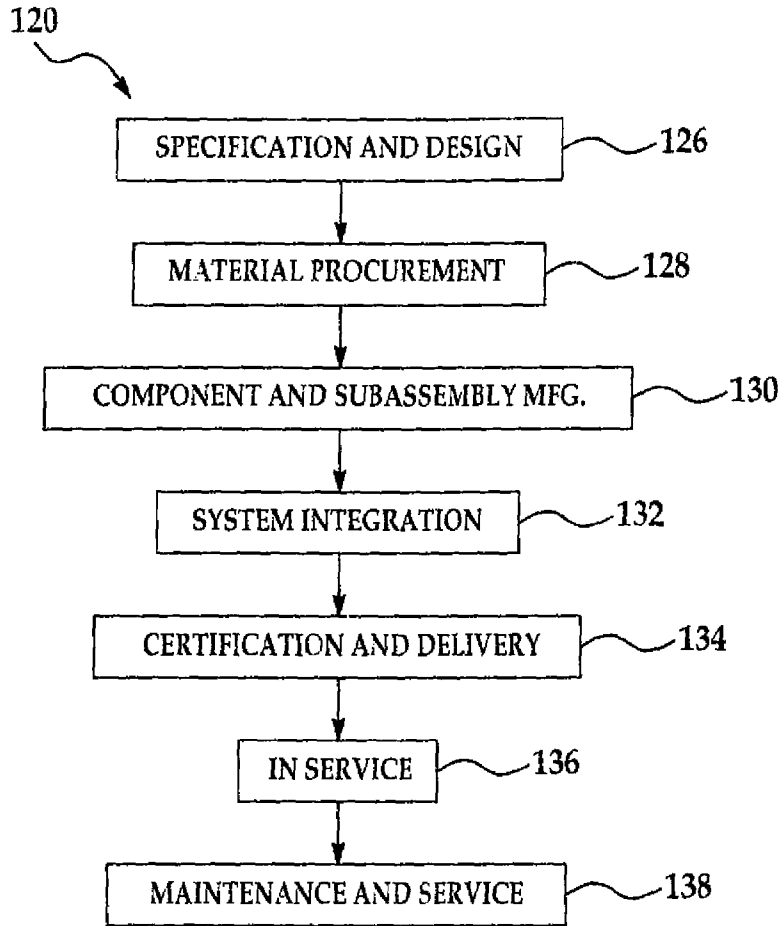 120
SPECIFICATION AND DESIGN 126
MATERIAL PROCUREMENT 128
COMPONENT AND SUBASSEMBLY MFG. 130
SYSTEM INTEGRATION 132
CERTIFICATION AND DELIVERY 134
IN SERVICE 136
MAINTENANCE AND SERVICE 138